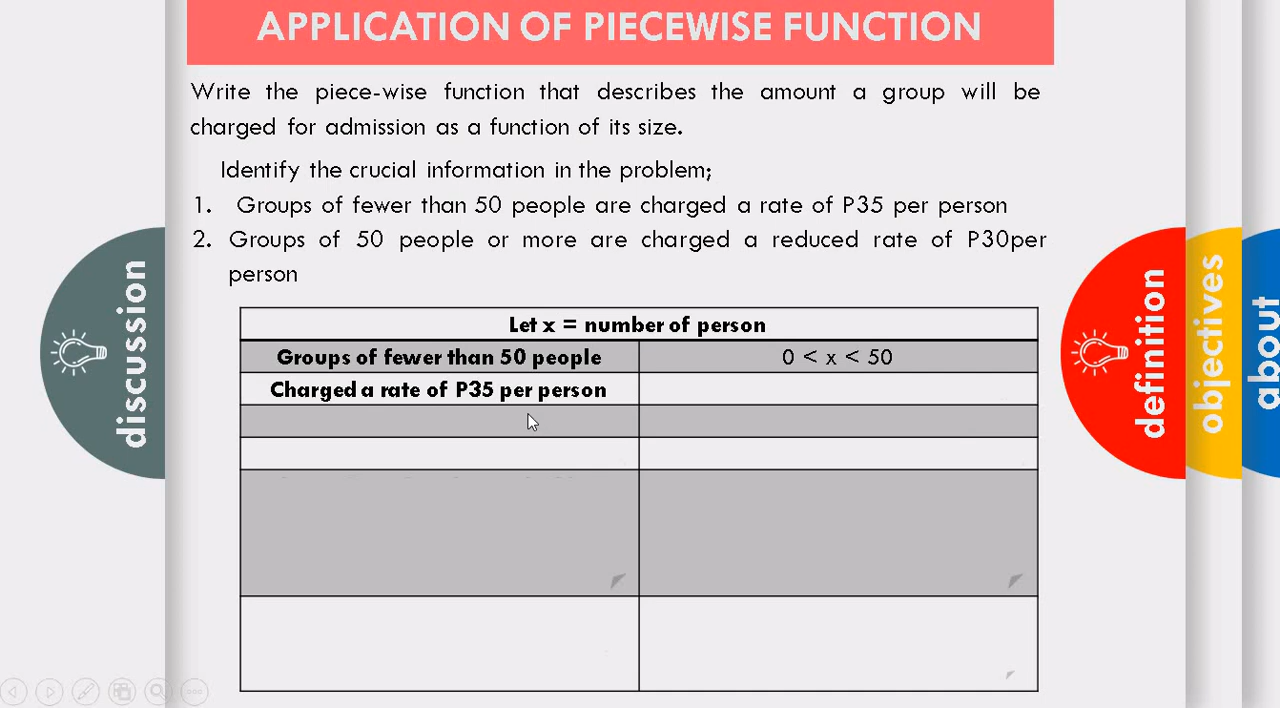 APPLICATION OF PIECEWISE FUNCTION
Write the piece-wise function that describes the amount a group will be
charged for admission as a function of its size.
Identify the crucial information in the problem;
1. Groups of fewer than 50 people are charged a rate of P35 per person
2. Groups of 50 people or more are charged a reduced rate of P30per
person
Let x = number of person
Groups of fewer than 50 people
0 < x < 50
Charged a rate of P35 per person
discussion
definition
objectives
about